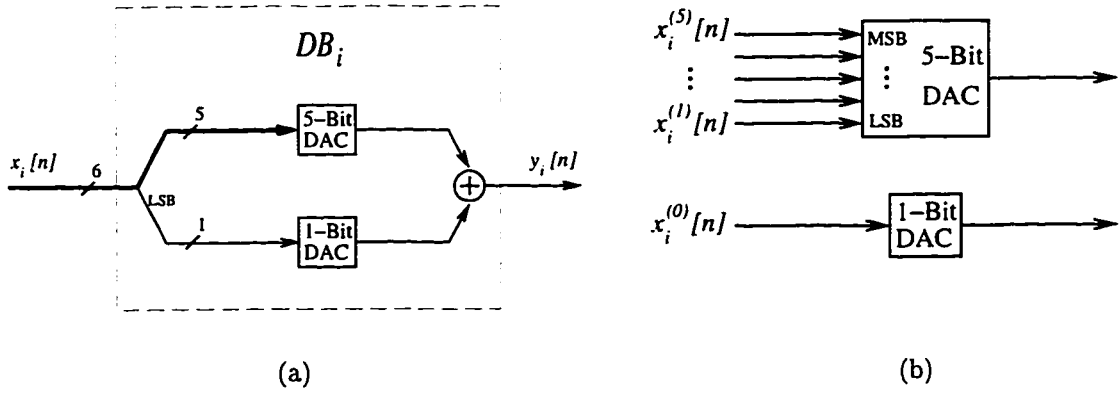 DB_i
x_i [n]
6
5
5-Bit
DAC
LSB
1
1-Bit
DAC
+
y_i [n]
(a)
x_i^(5) [n]
MSB
5-Bit
DAC
⋮
⋮
x_i^(1) [n]
LSB
x_i^(0) [n]
1-Bit
DAC
(b)